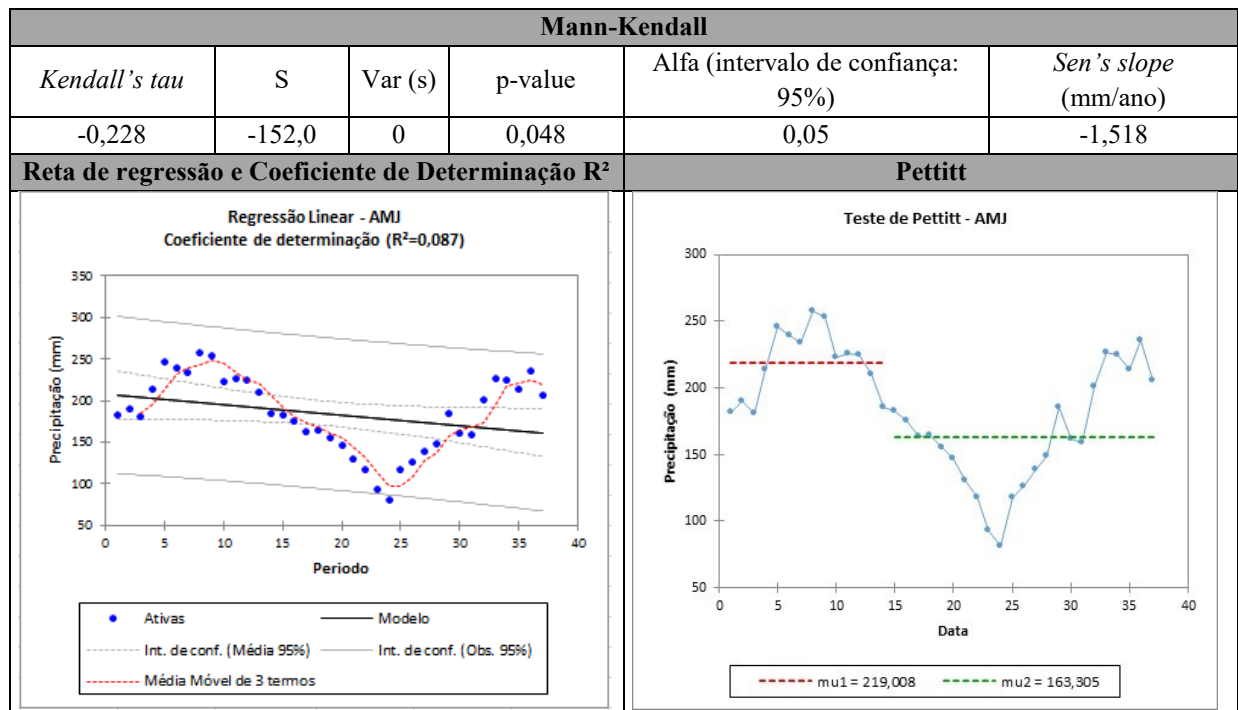 Mann-Kendall
Kendall's tau
S
Var (s)
p-value
Alfa (intervalo de confiança:
95%)
Sen's slope
(mm/ano)
-0,228
-152,0
0
0,048
0,05
-1,518
Reta de regressão e Coeficiente de Determinação R²
Pettitt
Regressão Linear - AMJ
Coeficiente de determinação (R²=0,087)
350
300
250
200
150
100
50
0
5
10
15
20
25
30
35
40
Precipitação (mm)
Periodo
Ativas
Modelo
Int. de conf. (Média 95%)
Int. de conf. (Obs. 95%)
Média Móvel de 3 termos
Teste de Pettitt - AMJ
300
250
200
150
100
50
0
5
10
15
20
25
30
35
40
Precipitação (mm)
Data
mu1 = 219,008
mu2 = 163,305